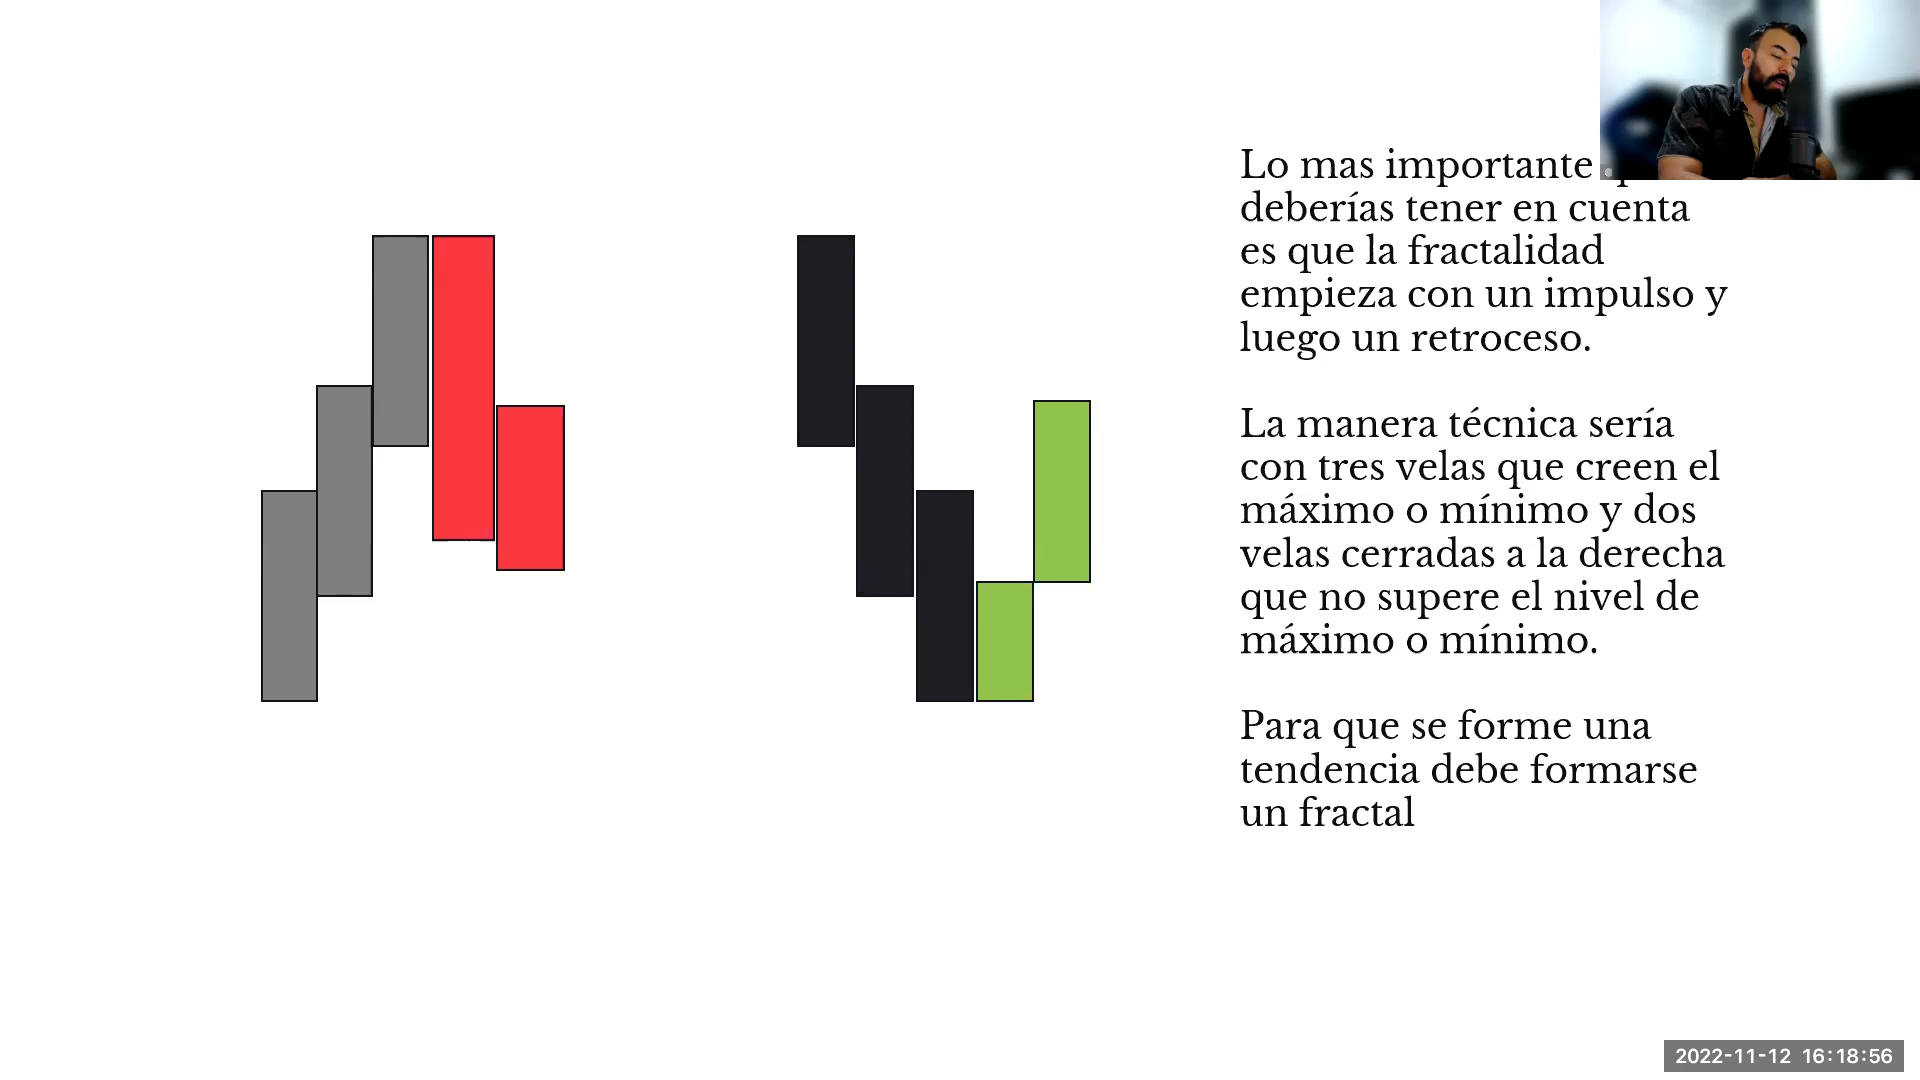 Lo mas importante
deberías tener en cuenta
es que la fractalidad
empieza con un impulso y
luego un retroceso.
La manera técnica sería
con tres velas que creen el
máximo o mínimo y dos
velas cerradas a la derecha
que no supere el nivel de
máximo o mínimo.
Para que se forme una
tendencia debe formarse
un fractal
2022-11-12 16:18:56